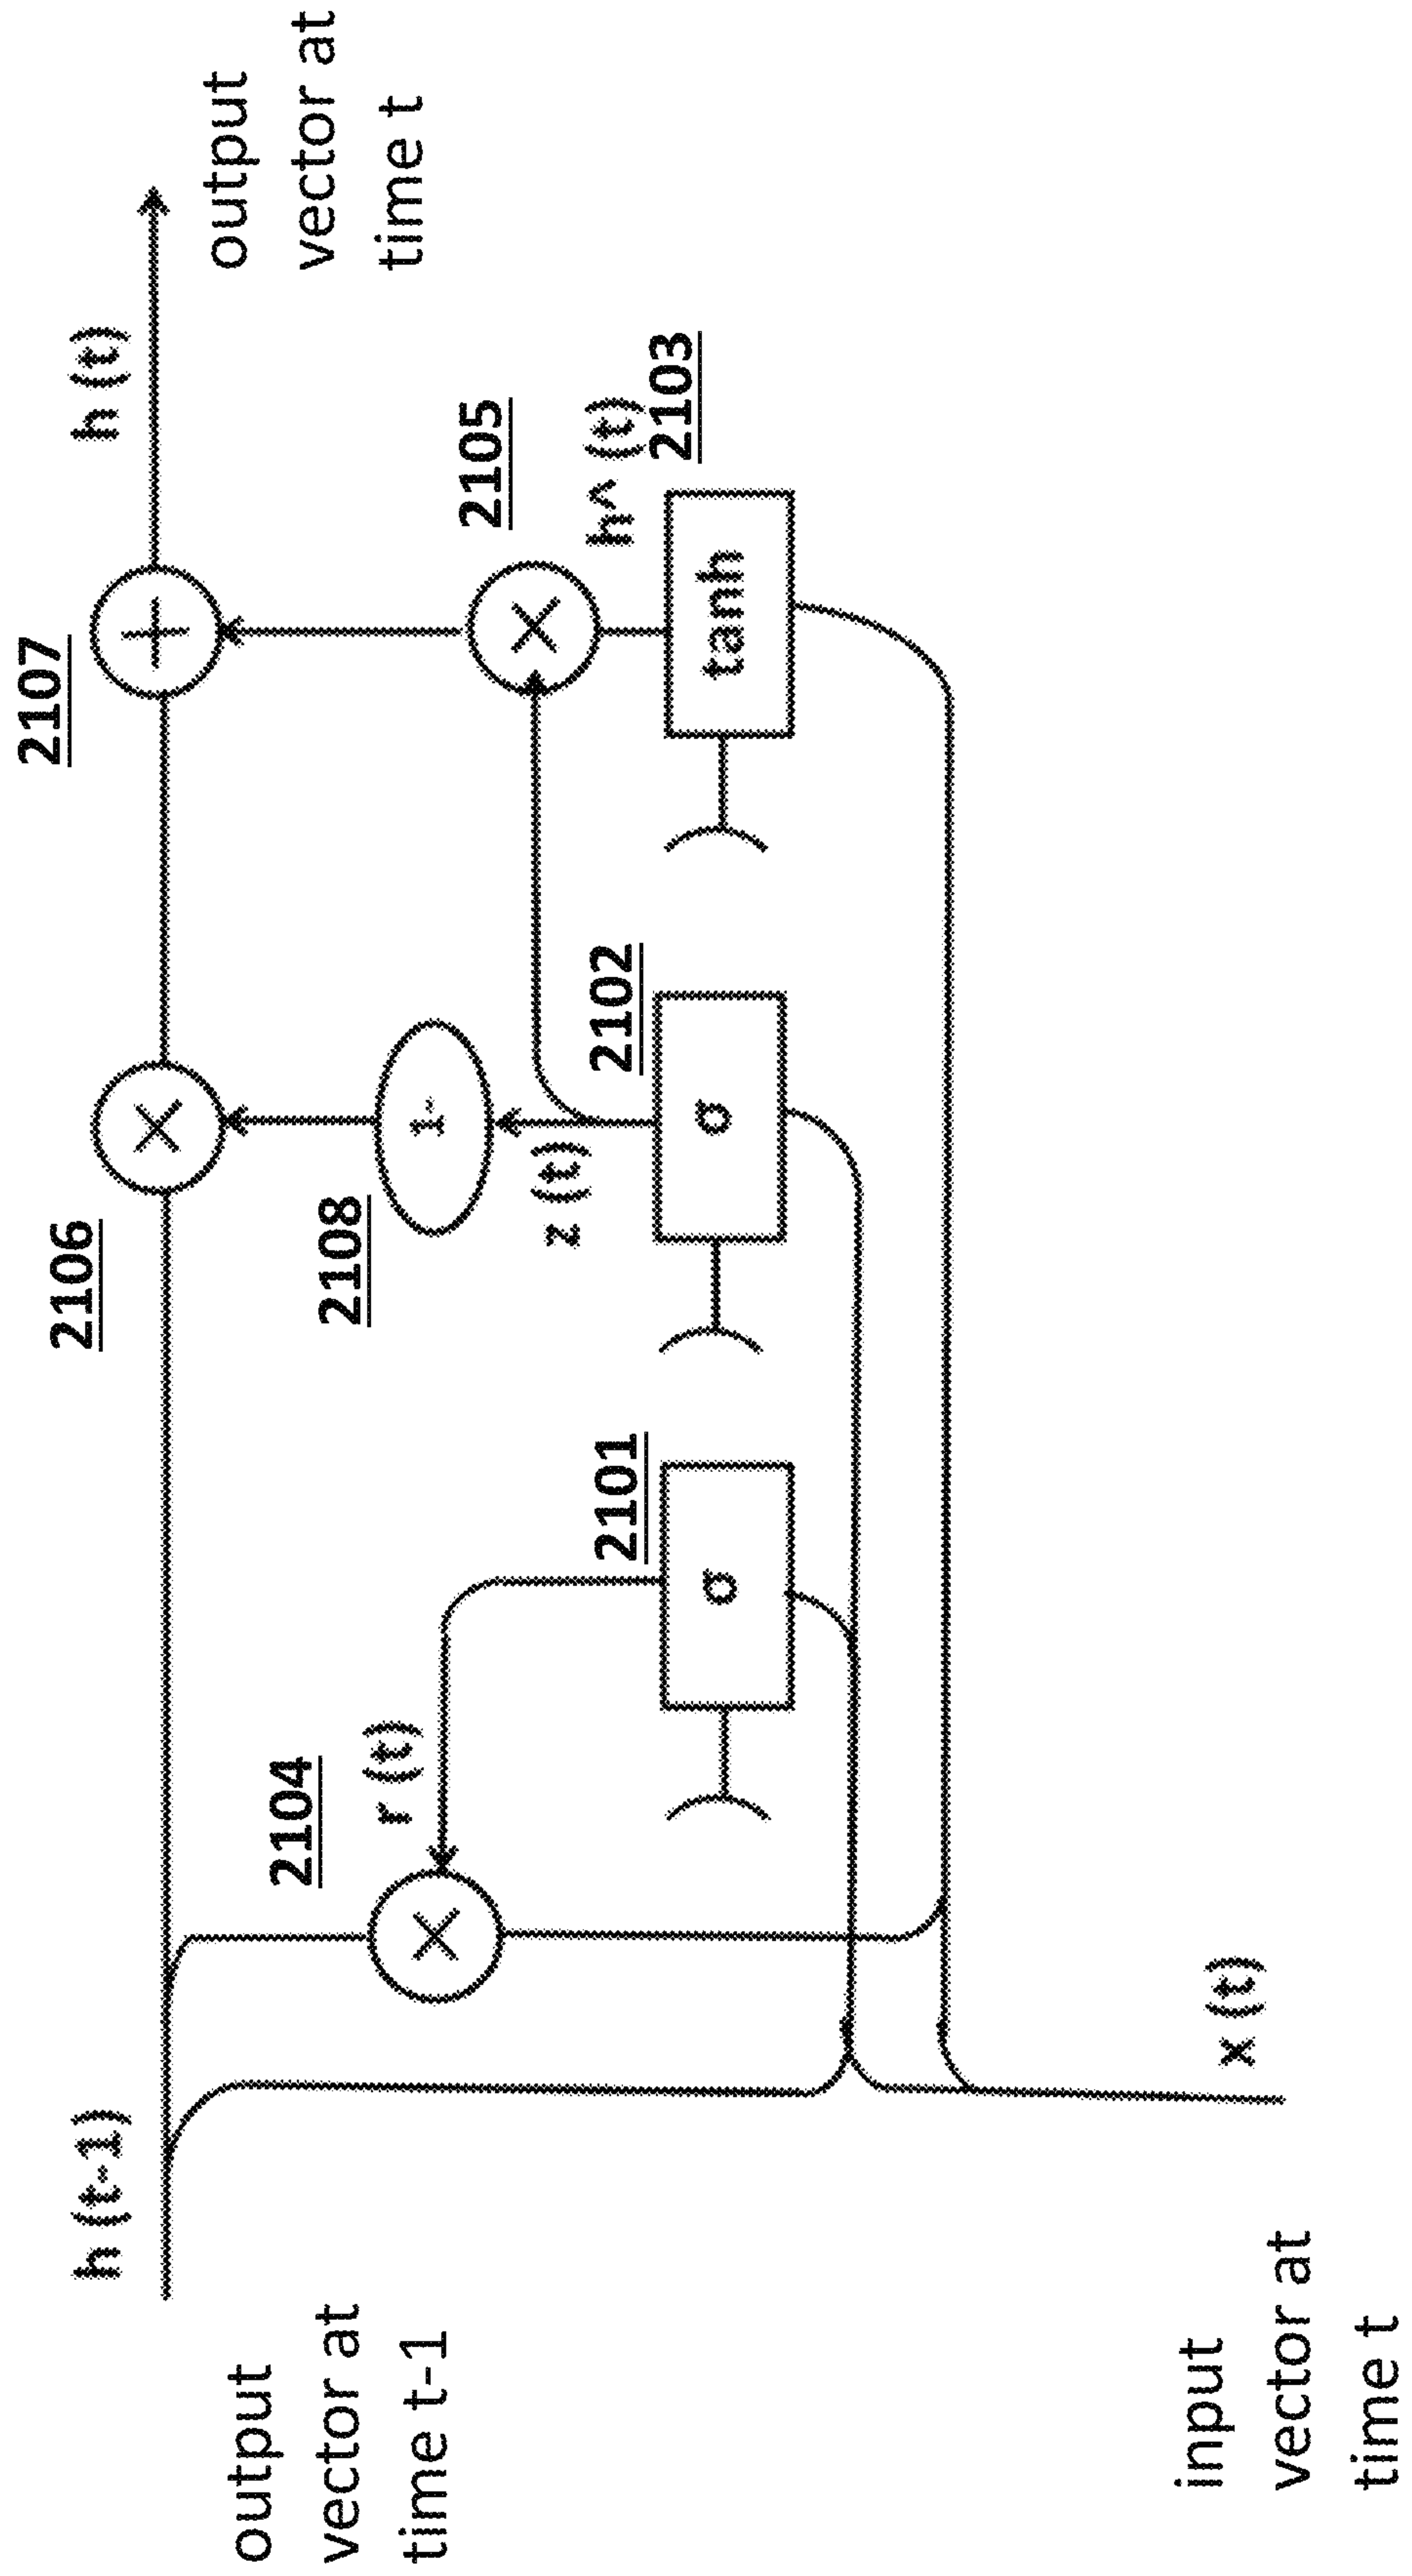 h (t-1)
output
vector at
time t-1
2106
2107
h (t)
output
vector at
time t
2104
r (t)
2108
1-
z (t)
2105
h^ (t)
2101
σ
2102
σ
2103
tanh
x (t)
input
vector at
time t